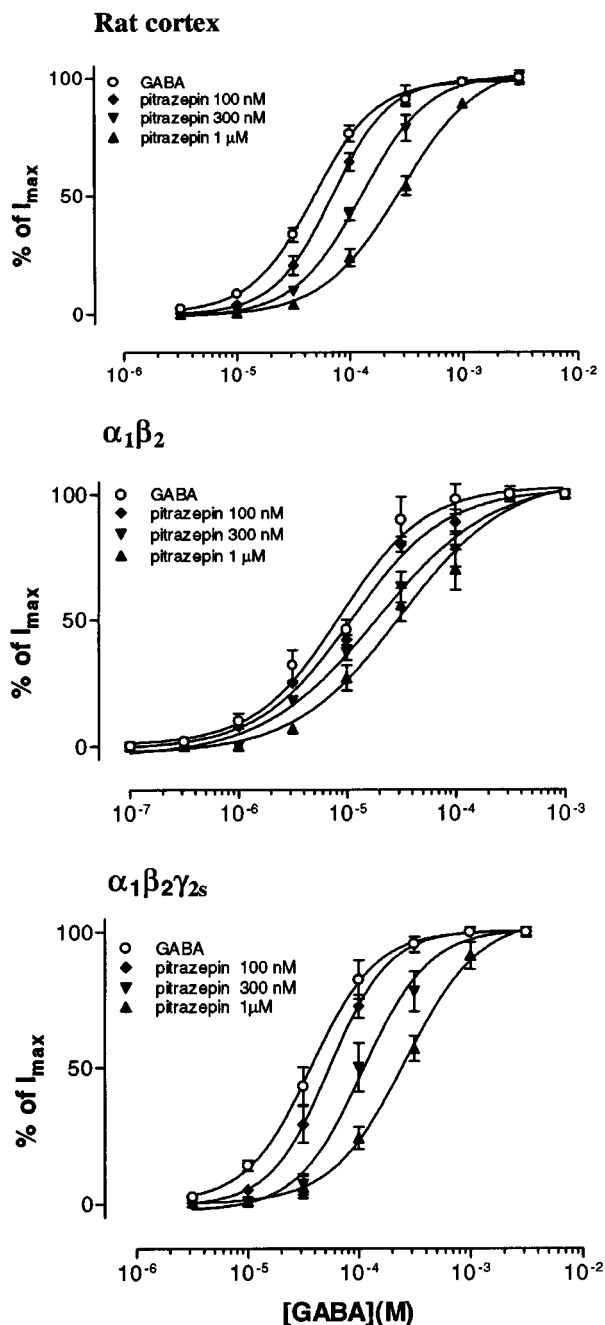 Rat cortex
100
50
0
% of Imax
GABA
pitrazepin 100 nM
pitrazepin 300 nM
pitrazepin 1 μM
10⁻⁶ 10⁻⁵ 10⁻⁴ 10⁻³ 10⁻²
α₁β₂
100
50
0
% of Imax
GABA
pitrazepin 100 nM
pitrazepin 300 nM
pitrazepin 1 μM
10⁻⁷ 10⁻⁶ 10⁻⁵ 10⁻⁴ 10⁻³
α₁β₂γ₂s
100
50
0
% of Imax
GABA
pitrazepin 100 nM
pitrazepin 300 nM
pitrazepin 1μM
10⁻⁶ 10⁻⁵ 10⁻⁴ 10⁻³ 10⁻²
[GABA](M)